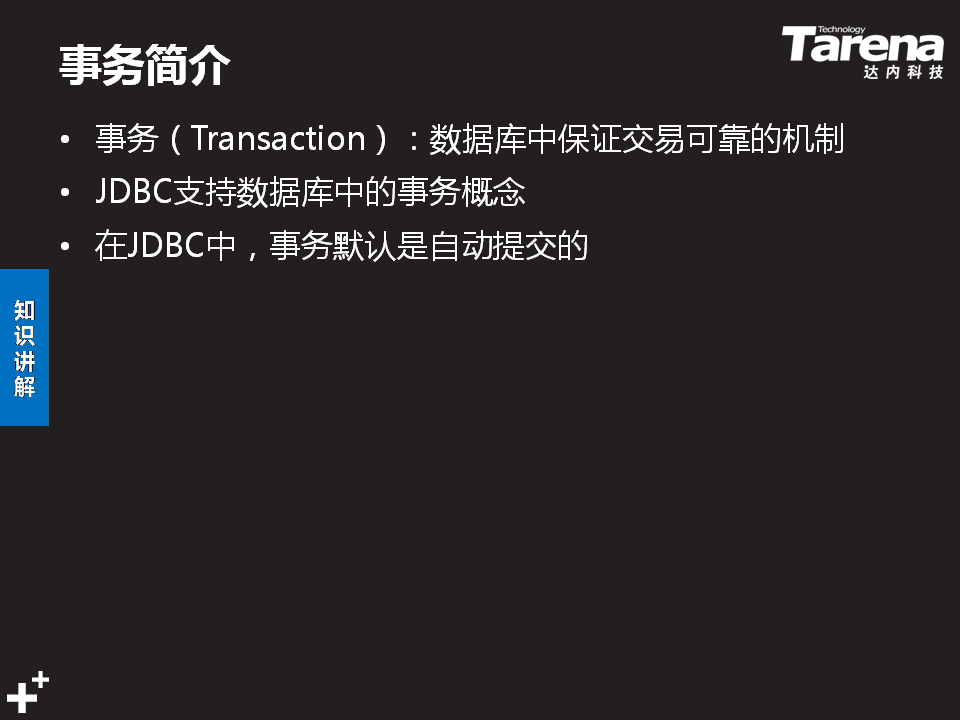 事务简介
Technology
Tarena
达内科技
• 事务（Transaction）：数据库中保证交易可靠的机制
• JDBC支持数据库中的事务概念
• 在JDBC中，事务默认是自动提交的
知
识
讲
解